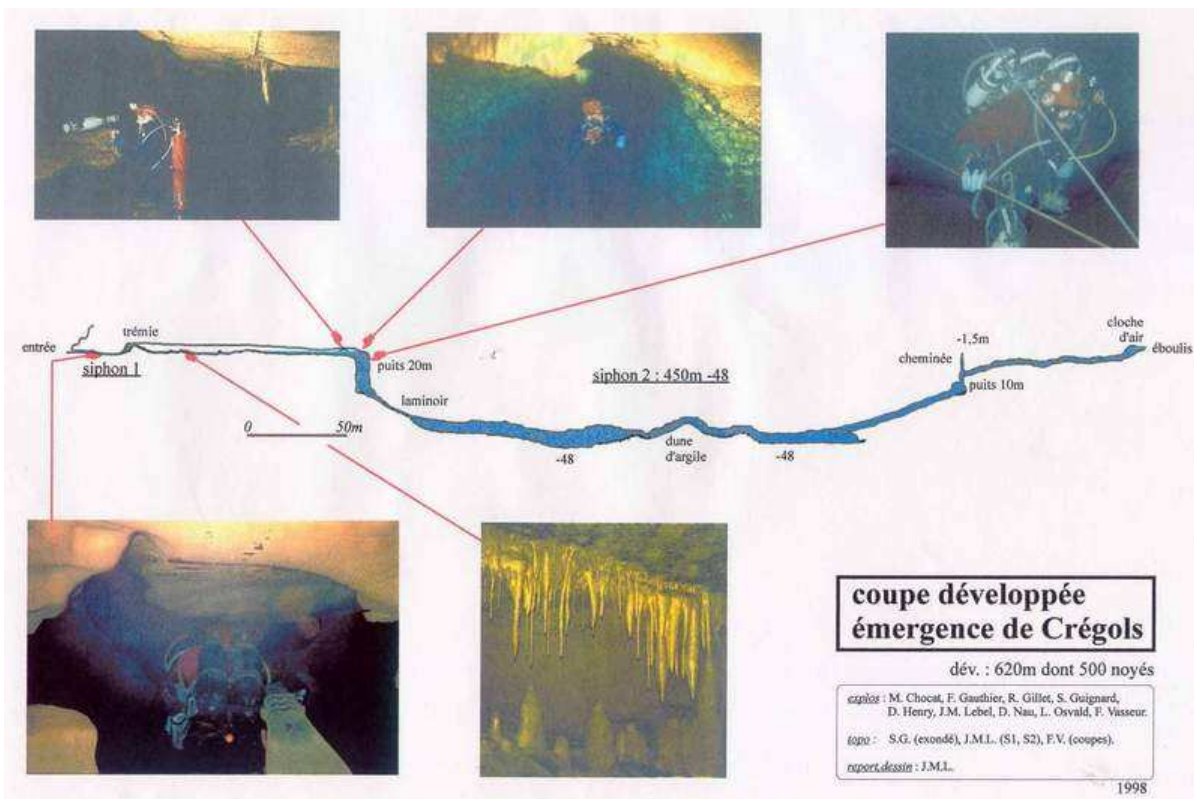 entrée
trémie
siphon 1
puits 20m
laminoir
0 50m
siphon 2 : 450m -48
-48
dune
d'argile
-48
cheminée
-1,5m
puits 10m
cloche
d'air
éboulis
coupe développée
émergence de Crégols
dév. : 620m dont 500 noyés
explos : M. Chocat, F. Gauthier, R. Gillet, S. Guignard,
D. Henry, J.M. Lebel, D. Nau, L. Osvald, F. Vasseur.
topo : S.G. (exondé), J.M.L. (S1, S2), F.V. (coupes).
report,dessin : J.M.L.
1998